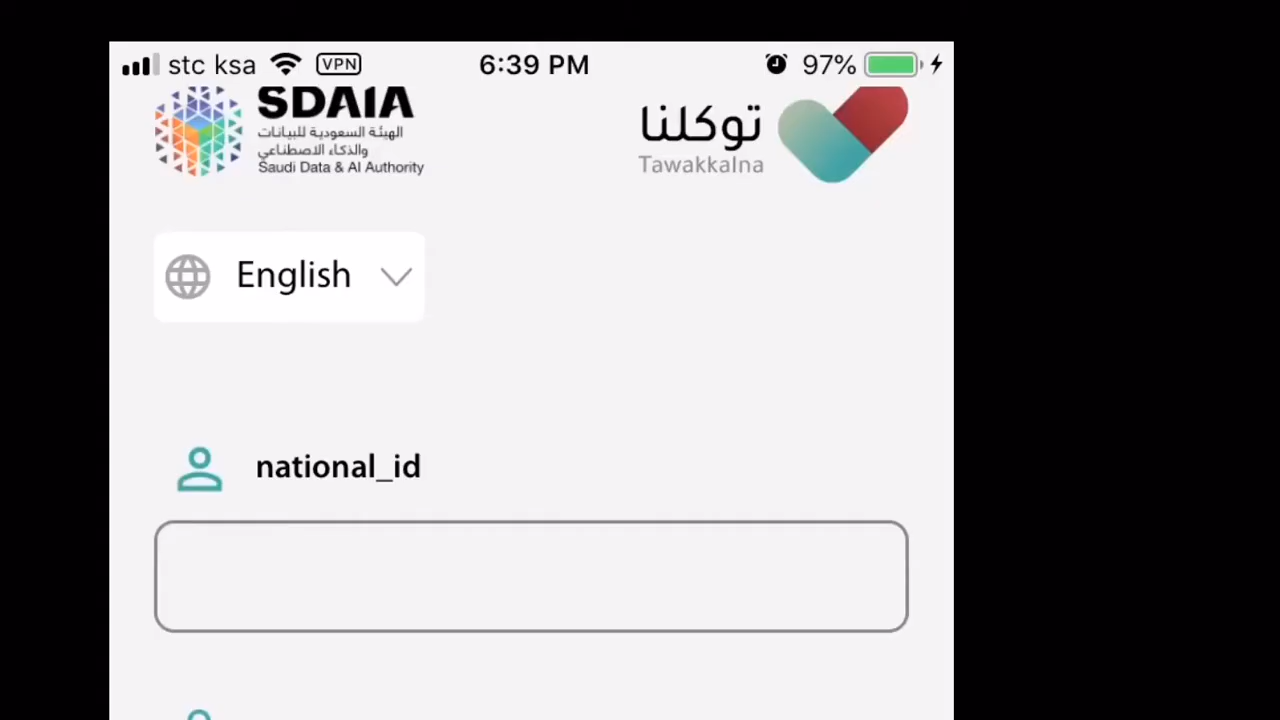 stc ksa VPN 6:39 PM 97%
SDAIA
الهيئة السعودية للبيانات
والذكاء الاصطناعي
Saudi Data & AI Authority
توكلنا
Tawakkalna
English
national_id